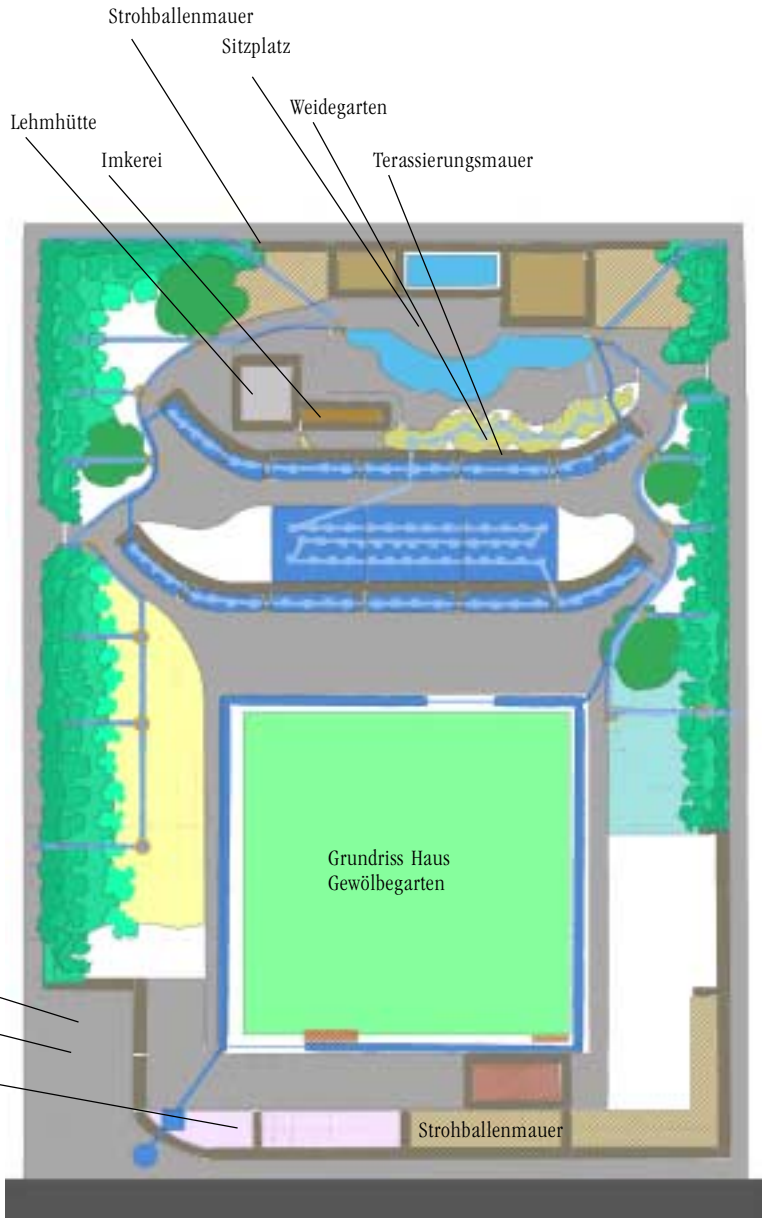 Strohballenmauer
Sitzplatz
Weidegarten
Lehmhütte
Imkerei
Terassierungsmauer
Grundriss Haus
Gewölbegarten
Strohballenmauer